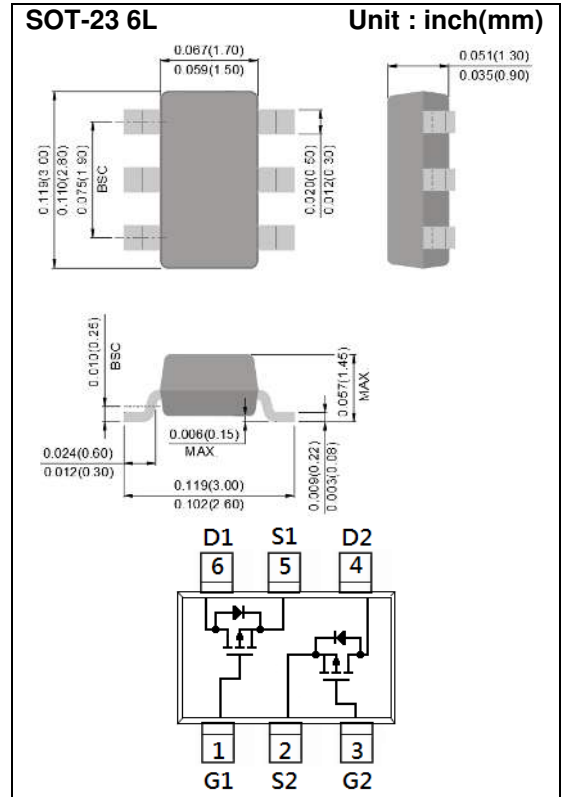 SOT-23 6L Unit : inch(mm)
0.067(1.70)
0.059(1.50)
0.051(1.30)
0.035(0.90)
0.119(3.00)
0.110(2.80)
0.075(1.90)
BSC
0.020(0.50)
0.012(0.30)
0.010(0.25)
BSC
0.057(1.45)
MAX.
0.006(0.15)
MAX.
0.024(0.60)
0.012(0.30)
0.009(0.22)
0.003(0.08)
0.119(3.00)
0.102(2.60)
D1 S1 D2
6 5 4
1 2 3
G1 S2 G2